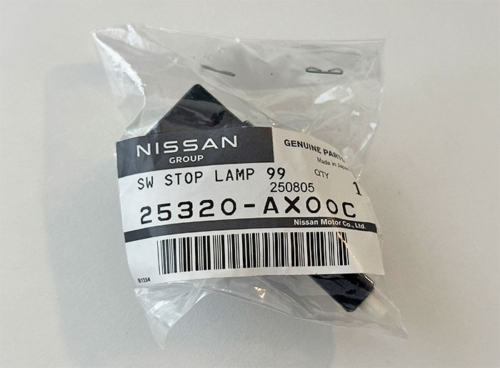 NISSAN
GROUP
GENUINE PARTS
Made in Japan
SW STOP LAMP 99
QTY
250805
1
25320-AX00C
Nissan Motor Co., Ltd.